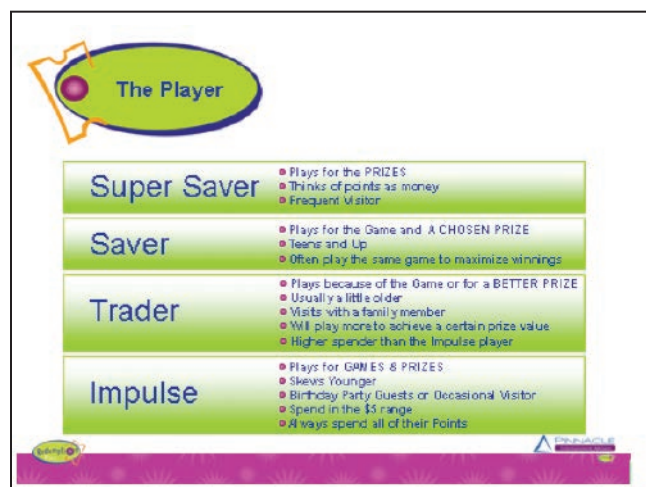 The Player
Super Saver
Plays for the PRIZES
Thinks of points as money
Frequent Visitor
Saver
Plays for the Game and A CHOSEN PRIZE
Teens and Up
Often play the same game to maximize winnings
Trader
Plays because of the Game or for a BETTER PRIZE
Usually a little older
Visits with a family member
Will play more to achieve a certain prize value
Higher spender than the Impulse player
Impulse
Plays for GAMES & PRIZES
Skews Younger
Birthday Party Guests or Occasional Visitor
Spend in the $5 range
Always spend all of their Points
PINNACLE